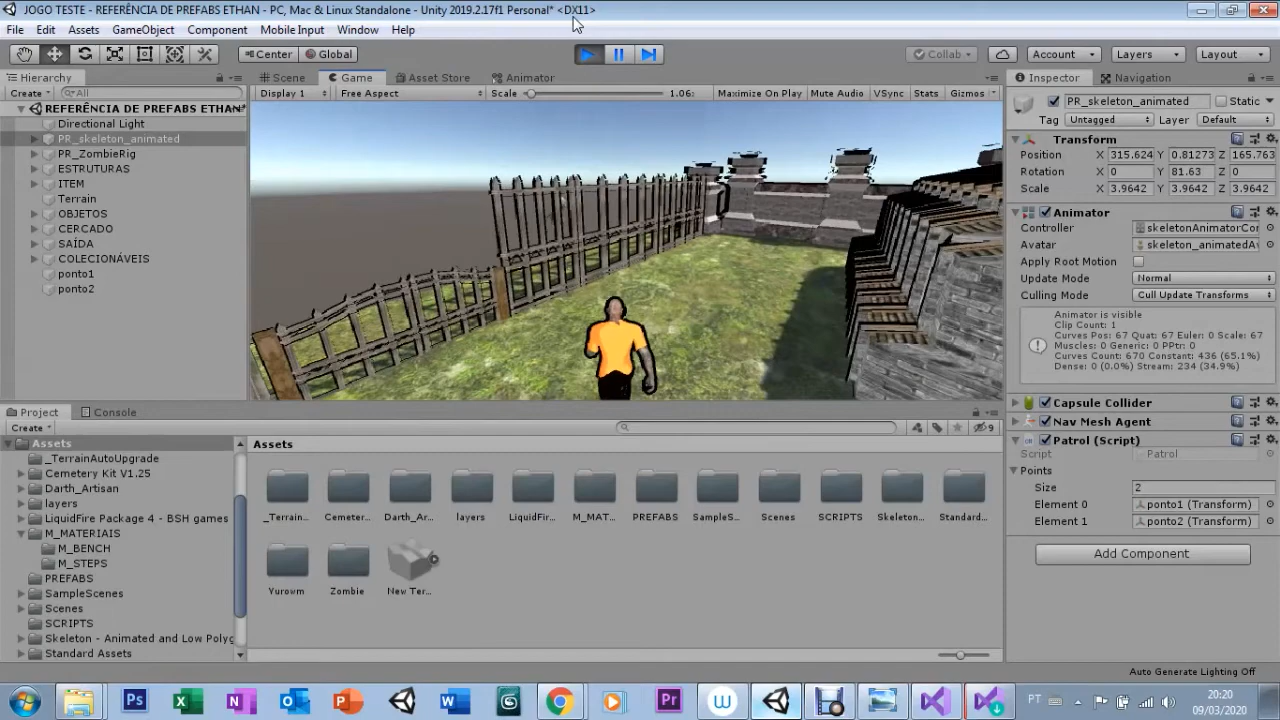 JOGO TESTE - REFERÊNCIA DE PREFABS ETHAN - PC, Mac & Linux Standalone - Unity 2019.2.17f1 Personal* <DX11>
File Edit Assets GameObject Component Mobile Input Window Help
Center Global Collab Account Layers Layout
Hierarchy Scene Game Asset Store Animator Inspector Navigation
Create All Display 1 Free Aspect Scale 1.06: Maximize On Play Mute Audio VSync Stats Gizmos
PR_skeleton_animated Static
Tag Untagged Layer Default
REFERÊNCIA DE PREFABS ETHAN*
Directional Light
PR_skeleton_animated
PR_ZombieRig
ESTRUTURAS
ITEM
Terrain
OBJETOS
CERCADO
SAÍDA
COLECIONÁVEIS
ponto1
ponto2
Transform
Position X 315.624 Y 0.81273 Z 165.763
Rotation X 0 Y 81.63 Z 0
Scale X 3.9642 Y 3.9642 Z 3.9642
Animator
Controller skeletonAnimatorCor
Avatar skeleton_animatedA
Apply Root Motion
Update Mode Normal
Culling Mode Cull Update Transforms
Animator is visible
Clip Count: 1
Curves Pos: 67 Quat: 67 Euler: 0 Scale: 67
Muscles: 0 Generic: 0 PPtr: 0
Curves Count: 670 Constant: 436 (65.1%)
Dense: 0 (0.0%) Stream: 234 (34.9%)
Capsule Collider
Nav Mesh Agent
Patrol (Script)
Script Patrol
Points
Size 2
Element 0 ponto1 (Transform)
Element 1 ponto2 (Transform)
Add Component
Project Console
Create 9
Assets
_TerrainAutoUpgrade
Cemetery Kit V1.25
Darth_Artisan
layers
LiquidFire Package 4 - BSH games
M_MATERIAIS
M_BENCH
M_STEPS
PREFABS
SampleScenes
Scenes
SCRIPTS
Skeleton - Animated and Low Polyg
Standard Assets
Assets
_Terrain... Cemeter... Darth_Ar... layers LiquidFir... M_MAT... PREFABS SampleS... Scenes SCRIPTS Skeleton... Standard...
Yurowm Zombie New Ter...
Auto Generate Lighting Off
PT 20:20
09/03/2020